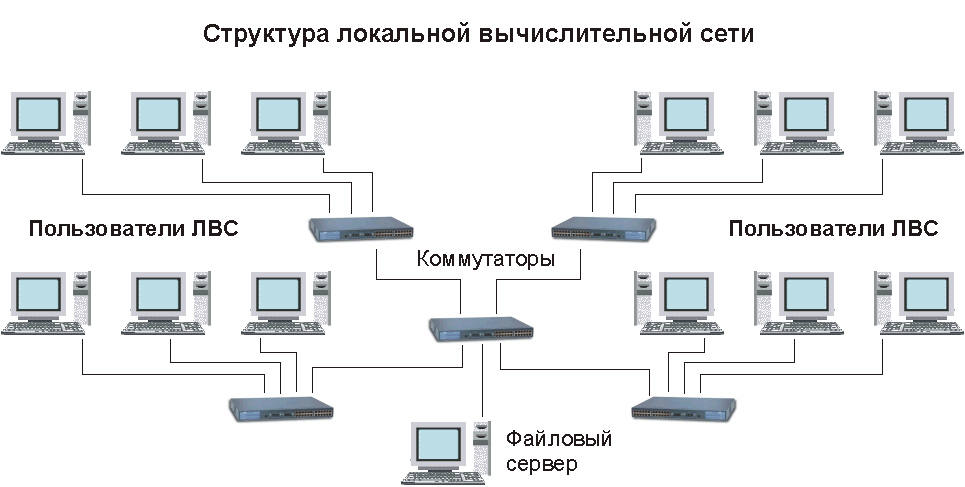 Структура локальной вычислительной сети
Пользователи ЛВС
Пользователи ЛВС
Коммутаторы
Файловый
сервер